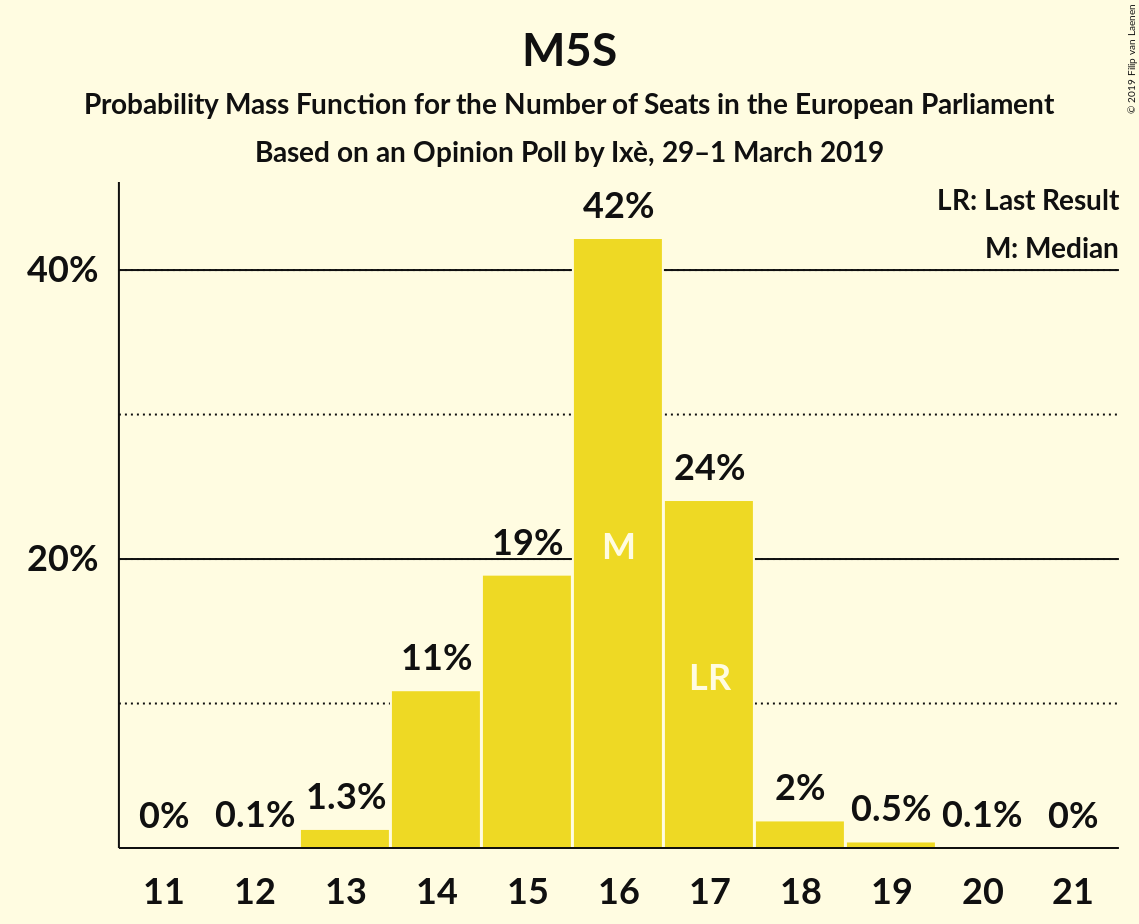 M5S
Probability Mass Function for the Number of Seats in the European Parliament
Based on an Opinion Poll by Ixè, 29–1 March 2019
© 2019 Filip van Laenen
LR: Last Result
M: Median
40%
20%
0%
0.1%
1.3%
11%
19%
42%
24%
2%
0.5%
0.1%
0%
M
LR
11 12 13 14 15 16 17 18 19 20 21